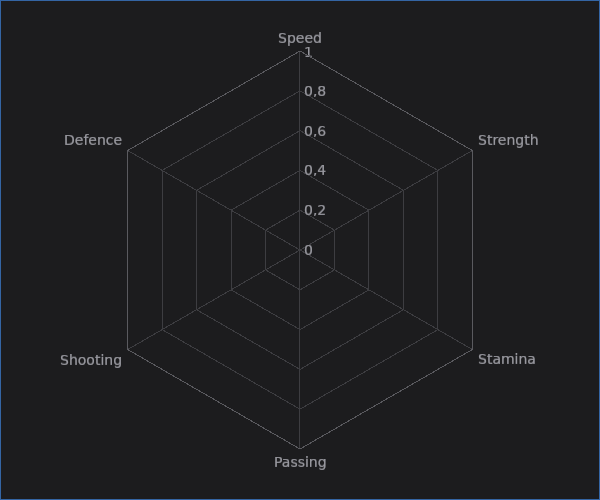 Speed
1
0,8
Defence
Strength
0,6
0,4
0,2
0
Shooting
Stamina
Passing